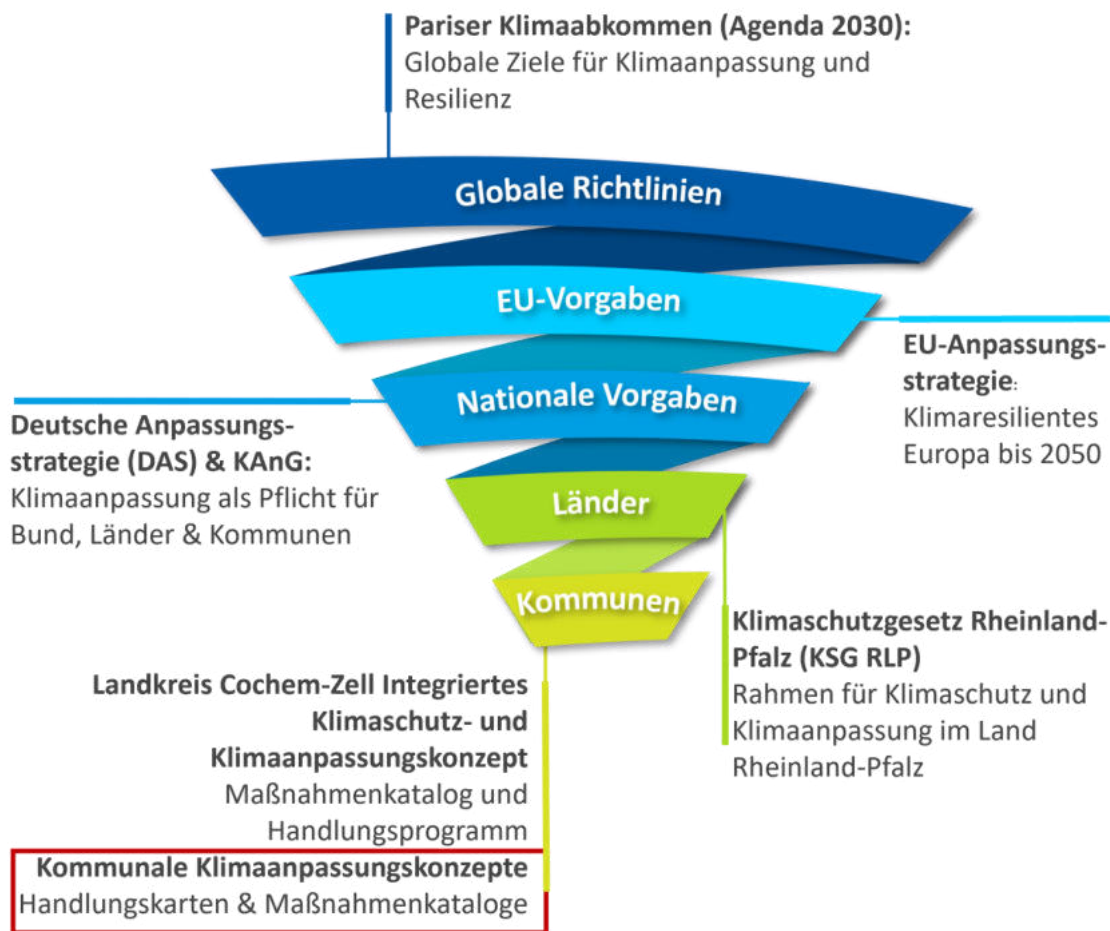 Pariser Klimaabkommen (Agenda 2030):
Globale Ziele für Klimaanpassung und
Resilienz
Globale Richtlinien
EU-Vorgaben
EU-Anpassungs-
strategie:
Klimaresilientes
Europa bis 2050
Nationale Vorgaben
Deutsche Anpassungs-
strategie (DAS) & KAnG:
Klimaanpassung als Pflicht für
Bund, Länder & Kommunen
Länder
Klimaschutzgesetz Rheinland-
Pfalz (KSG RLP)
Rahmen für Klimaschutz und
Klimaanpassung im Land
Rheinland-Pfalz
Kommunen
Landkreis Cochem-Zell Integriertes
Klimaschutz- und
Klimaanpassungskonzept
Maßnahmenkatalog und
Handlungsprogramm
Kommunale Klimaanpassungskonzepte
Handlungskarten & Maßnahmenkataloge